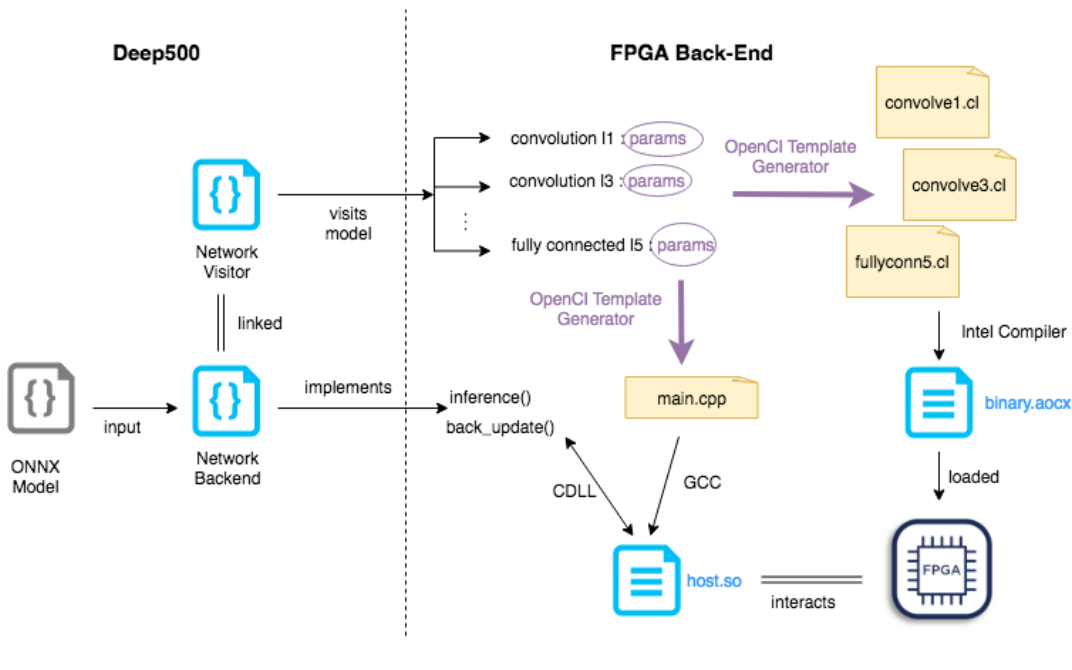 Deep500
FPGA Back-End
convolve1.cl
convolution l1 : params
OpenCl Template
Generator
convolution l3 : params
convolve3.cl
visits
model
Network
Visitor
⋮
fully connected l5 : params
fullyconn5.cl
OpenCl Template
Generator
linked
Intel Compiler
implements
inference()
main.cpp
binary.aocx
input
back_update()
ONNX
Model
Network
Backend
CDLL
GCC
loaded
FPGA
host.so
interacts